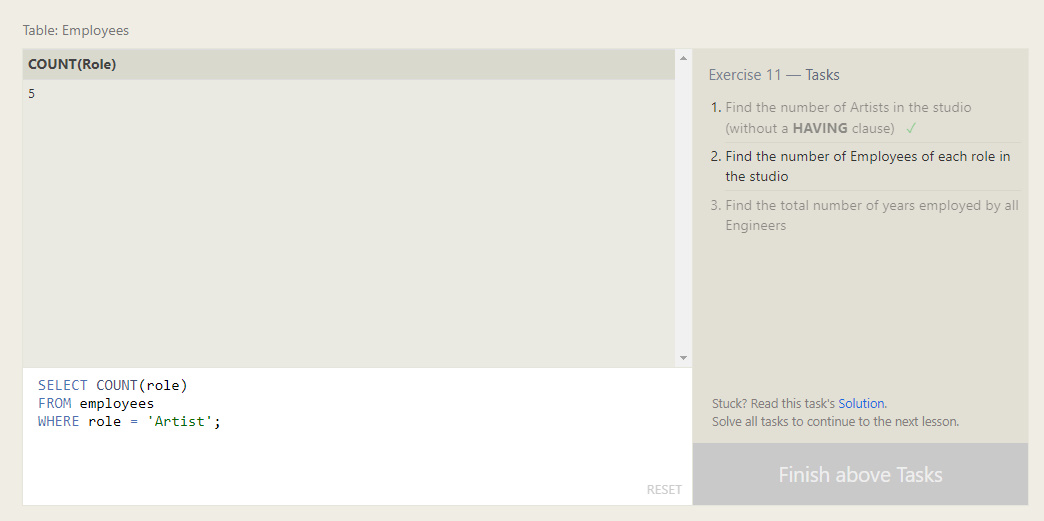 Table: Employees
COUNT(Role)
5
SELECT COUNT(role)
FROM employees
WHERE role = 'Artist';
RESET
Exercise 11 — Tasks
1. Find the number of Artists in the studio
(without a HAVING clause) ✓
2. Find the number of Employees of each role in
the studio
3. Find the total number of years employed by all
Engineers
Stuck? Read this task's Solution.
Solve all tasks to continue to the next lesson.
Finish above Tasks